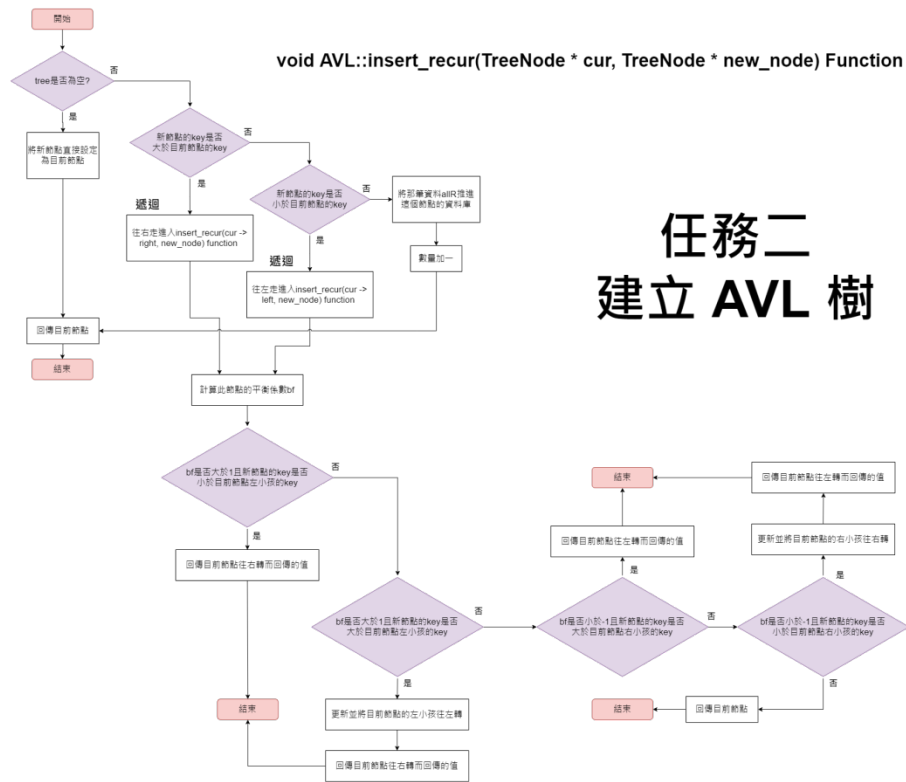 開始
void AVL::insert_recur(TreeNode * cur, TreeNode * new_node) Function
tree是否為空?
否
是
將新節點直接設定
為目前節點
新節點的key是否
大於目前節點的key
否
是
新節點的key是否
小於目前節點的key
否
是
將那筆資料allR推進
這個節點的資料庫
數量加一
遞迴
往右走進入insert_recur(cur ->
right, new_node) function
遞迴
往左走進入insert_recur(cur ->
left, new_node) function
任務二
建立 AVL 樹
回傳目前節點
結束
計算此節點的平衡係數bf
bf是否大於1且新節點的key是否
小於目前節點左小孩的key
否
是
回傳目前節點往右轉而回傳的值
結束
回傳目前節點往左轉而回傳的值
回傳目前節點往左轉而回傳的值
更新並將目前節點的右小孩往右轉
是
是
bf是否大於1且新節點的key是否
大於目前節點左小孩的key
否
bf是否小於-1且新節點的key是否
大於目前節點右小孩的key
否
bf是否小於-1且新節點的key是否
小於目前節點右小孩的key
是
否
結束
更新並將目前節點的左小孩往左轉
回傳目前節點往右轉而回傳的值
結束
回傳目前節點